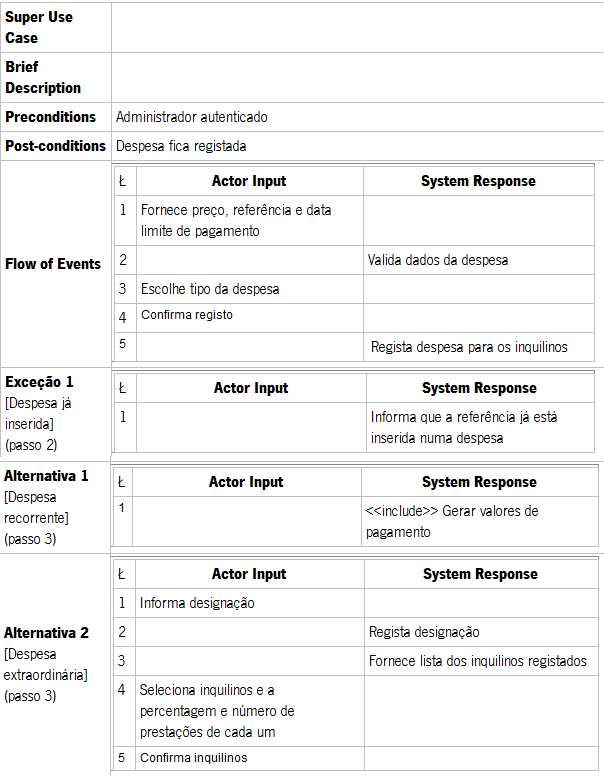 Super Use
Case
Brief
Description
Preconditions Administrador autenticado
Post-conditions Despesa fica registada
Flow of Events
Ł Actor Input System Response
1 Fornece preço, referência e data
limite de pagamento
2 Valida dados da despesa
3 Escolhe tipo da despesa
4 Confirma registo
5 Regista despesa para os inquilinos
Exceção 1
[Despesa já
inserida]
(passo 2)
Ł Actor Input System Response
1 Informa que a referência já está
inserida numa despesa
Alternativa 1
[Despesa
recorrente]
(passo 3)
Ł Actor Input System Response
1 <<include>> Gerar valores de
pagamento
Alternativa 2
[Despesa
extraordinária]
(passo 3)
Ł Actor Input System Response
1 Informa designação
2 Regista designação
3 Fornece lista dos inquilinos registados
4 Seleciona inquilinos e a
percentagem e número de
prestações de cada um
5 Confirma inquilinos